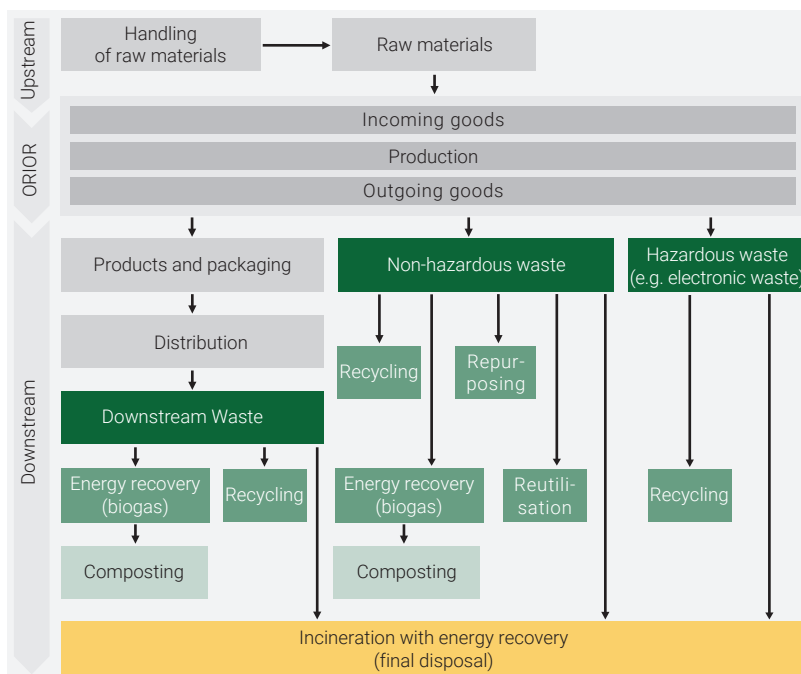 Upstream
Handling
of raw materials
Raw materials
ORIOR
Incoming goods
Production
Outgoing goods
Downstream
Products and packaging
Non-hazardous waste
Hazardous waste
(e.g. electronic waste)
Distribution
Recycling
Repur-
posing
Downstream Waste
Energy recovery
(biogas)
Recycling
Energy recovery
(biogas)
Reutili-
sation
Recycling
Composting
Composting
Incineration with energy recovery
(final disposal)